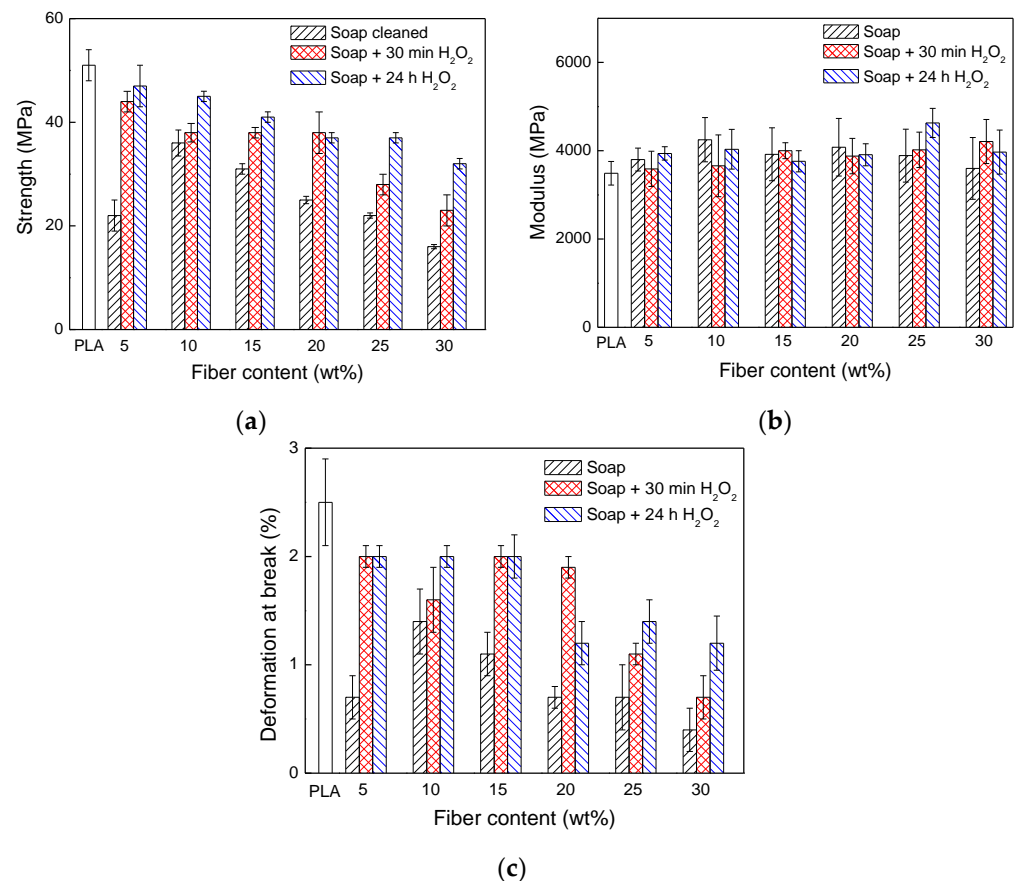 60
40
20
0
Strength (MPa)
Soap cleaned
Soap + 30 min H₂O₂
Soap + 24 h H₂O₂
PLA 5 10 15 20 25 30
Fiber content (wt%)
(a)
6000
4000
2000
0
Modulus (MPa)
Soap
Soap + 30 min H₂O₂
Soap + 24 h H₂O₂
PLA 5 10 15 20 25 30
Fiber content (wt%)
(b)
3
2
1
0
Deformation at break (%)
Soap
Soap + 30 min H₂O₂
Soap + 24 h H₂O₂
PLA 5 10 15 20 25 30
Fiber content (wt%)
(c)